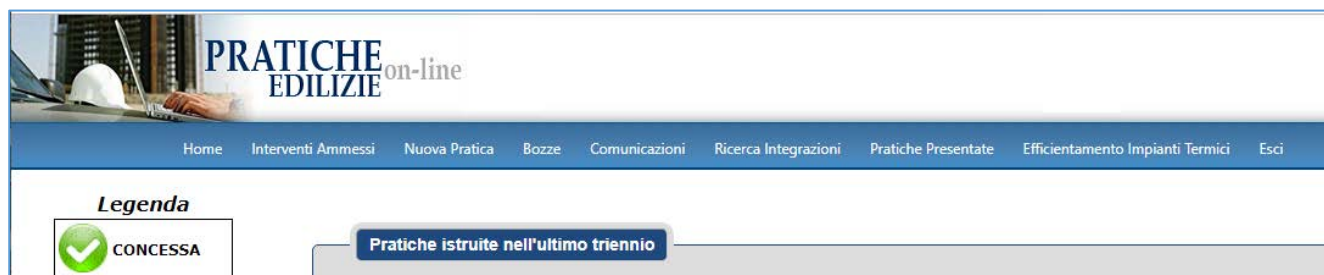 PRATICHE
EDILIZIE on-line
Home Interventi Ammessi Nuova Pratica Bozze Comunicazioni Ricerca Integrazioni Pratiche Presentate Efficientamento Impianti Termici Esci
Legenda
CONCESSA
Pratiche istruite nell'ultimo triennio